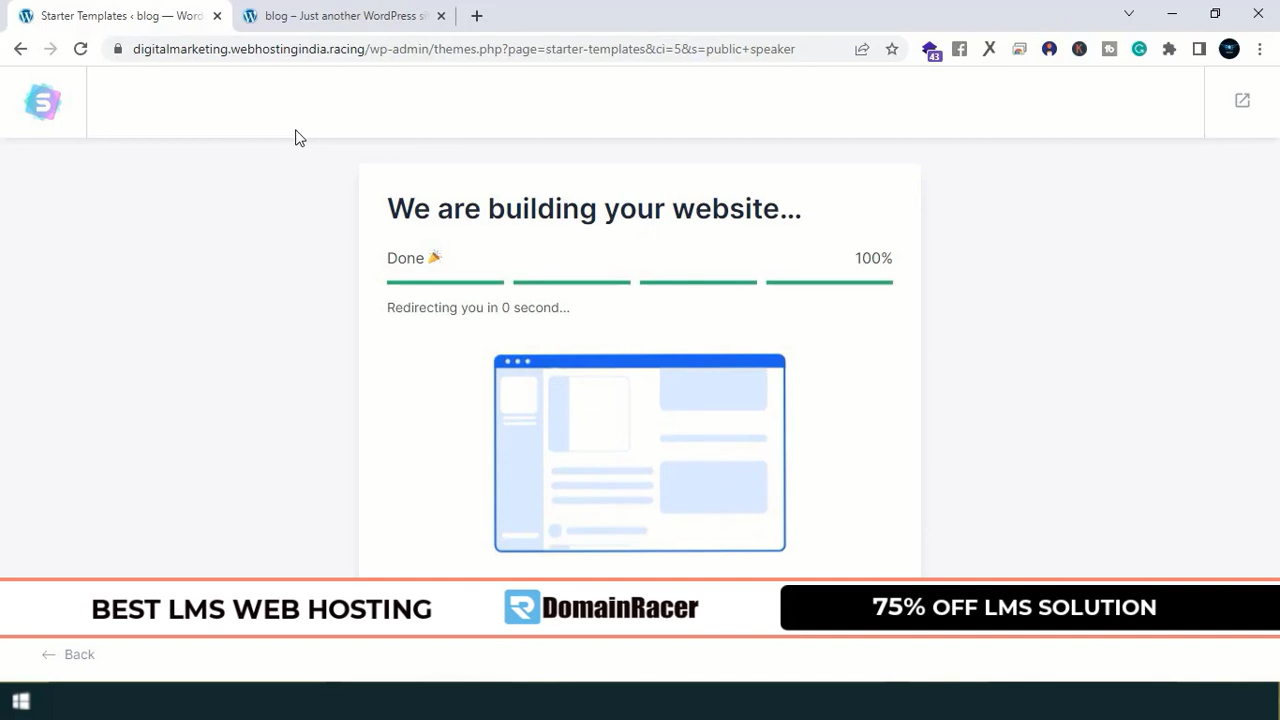 Starter Templates ‹ blog — Word
blog – Just another WordPress si
digitalmarketing.webhostingindia.racing/wp-admin/themes.php?page=starter-templates&ci=5&s=public+speaker
43
S
We are building your website...
Done 🎉 100%
Redirecting you in 0 second...
BEST LMS WEB HOSTING
DomainRacer
75% OFF LMS SOLUTION
← Back